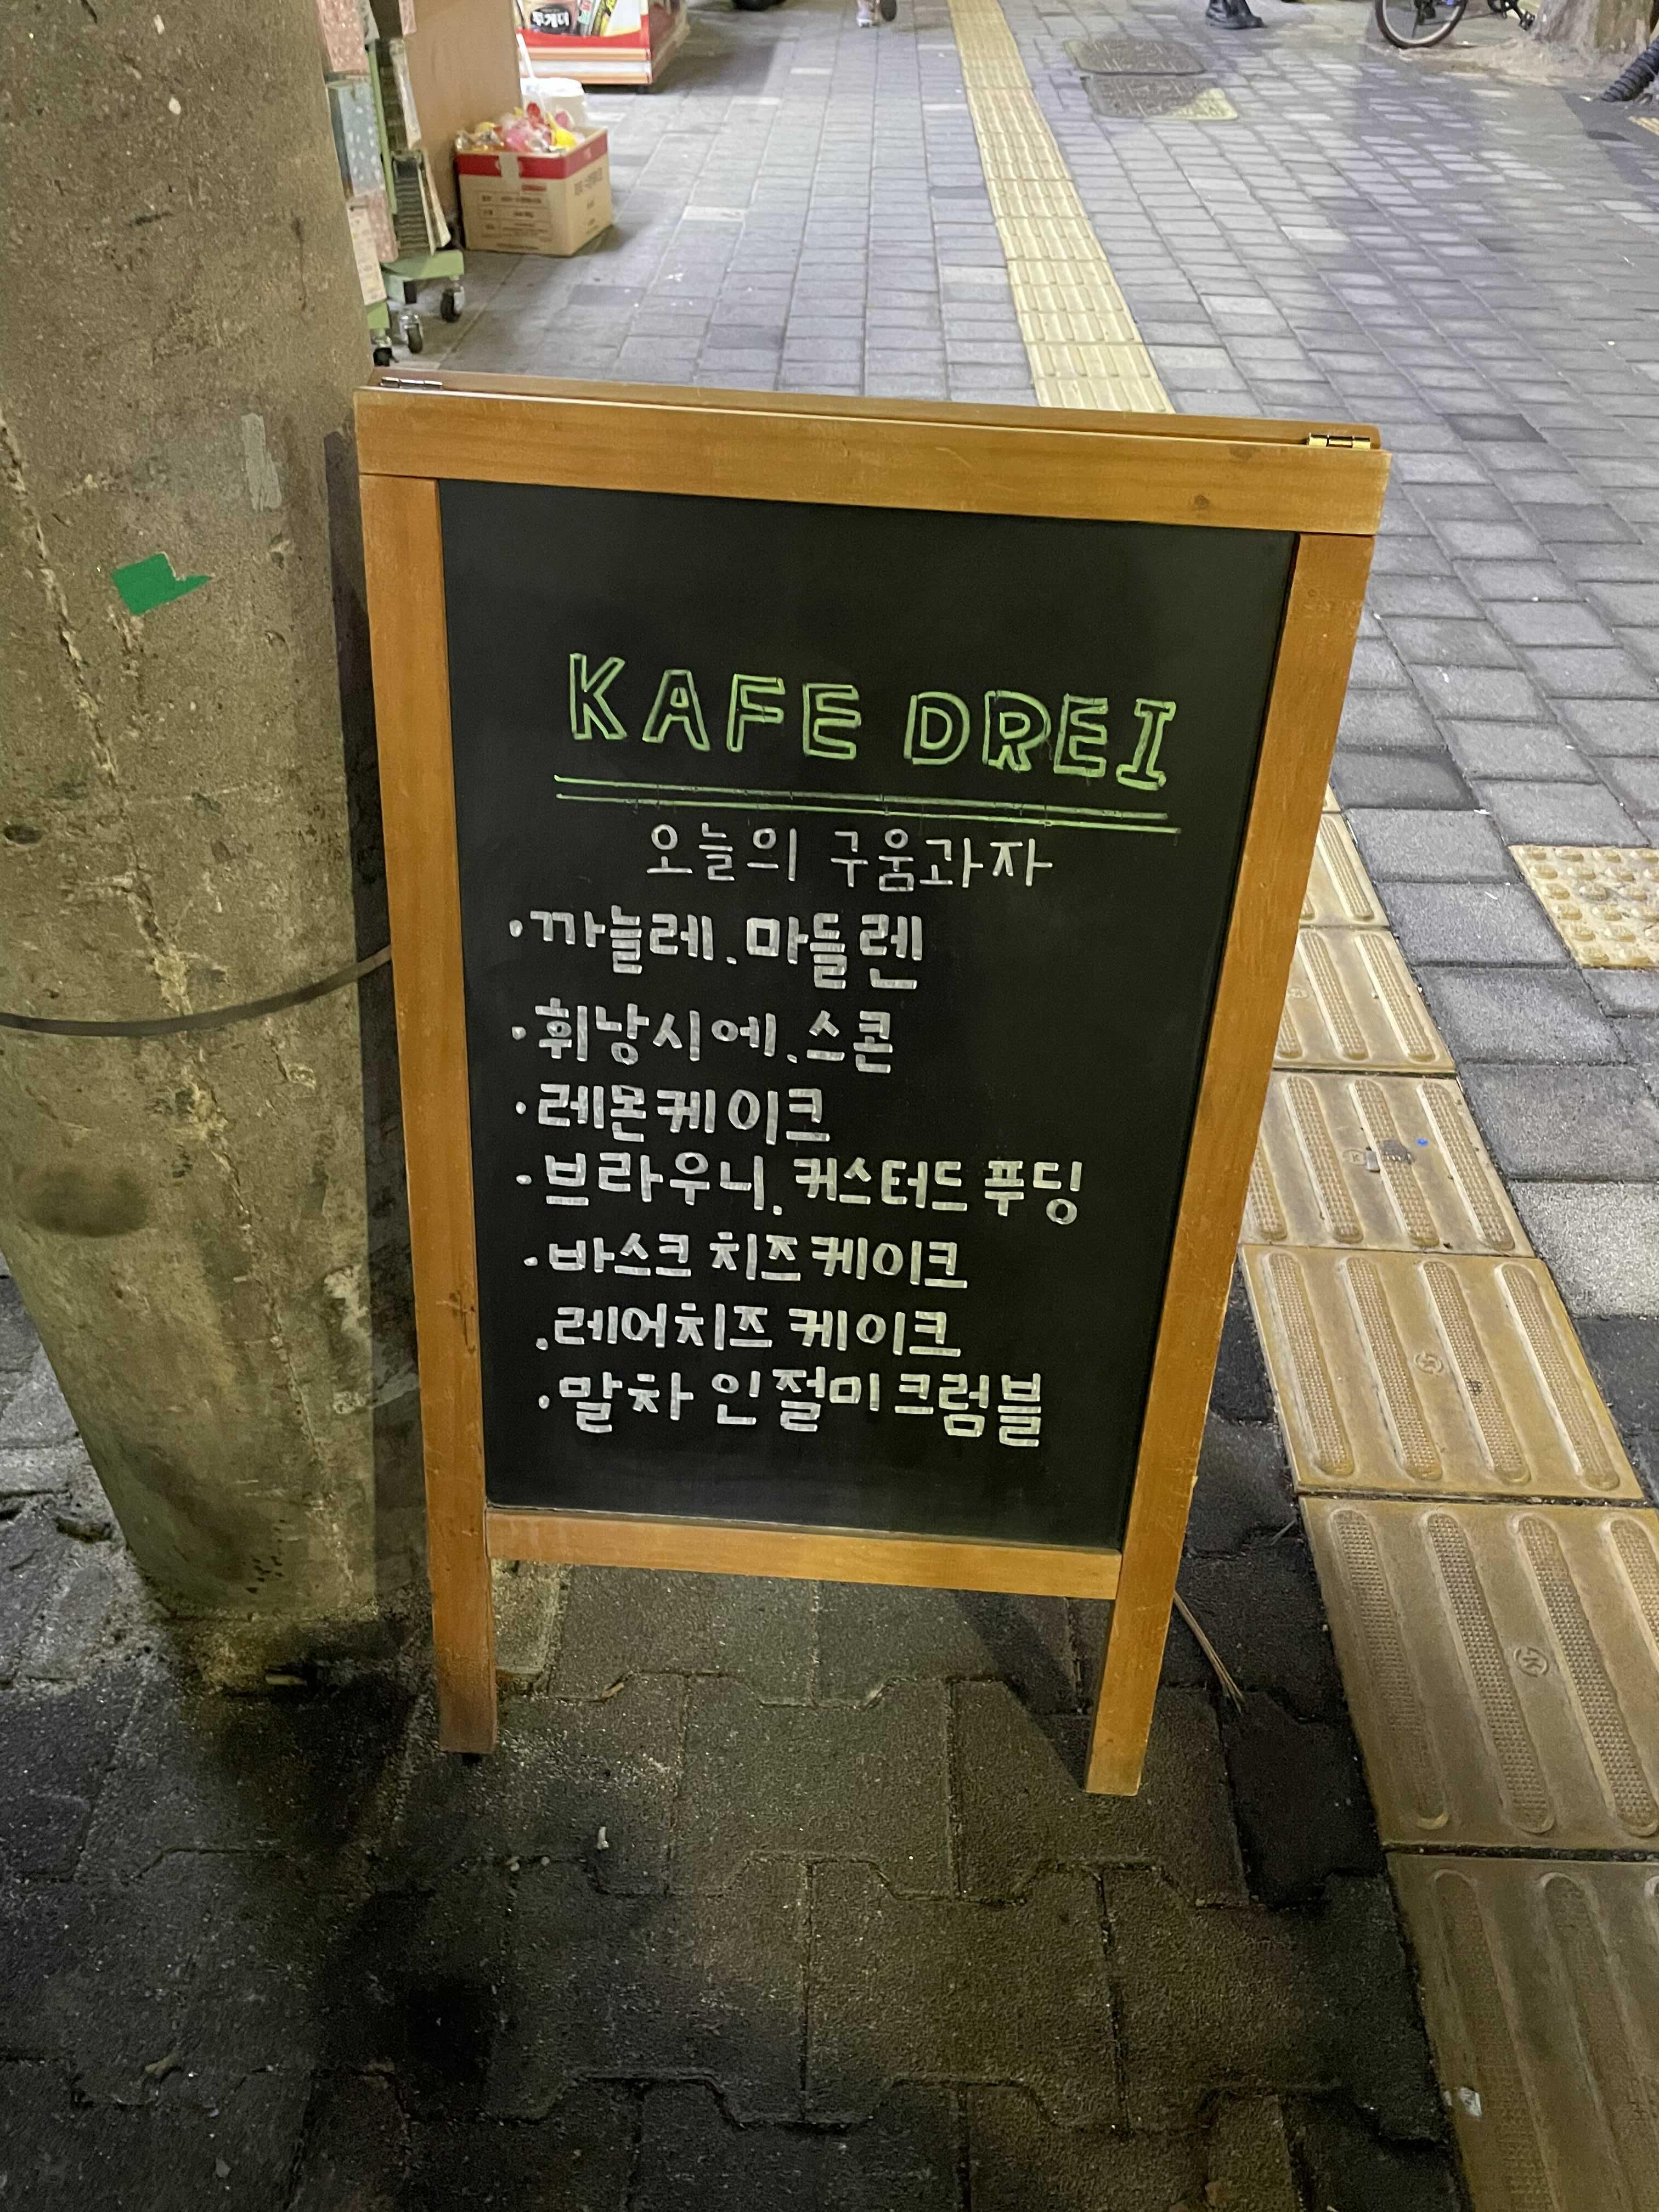 KAFE DREI
오늘의 구움과자
·까눌레.마들렌
·휘낭시에.스콘
·레몬케이크
·브라우니.커스터드 푸딩
·바스크 치즈케이크
.레어치즈 케이크
·말차 인절미 크럼블